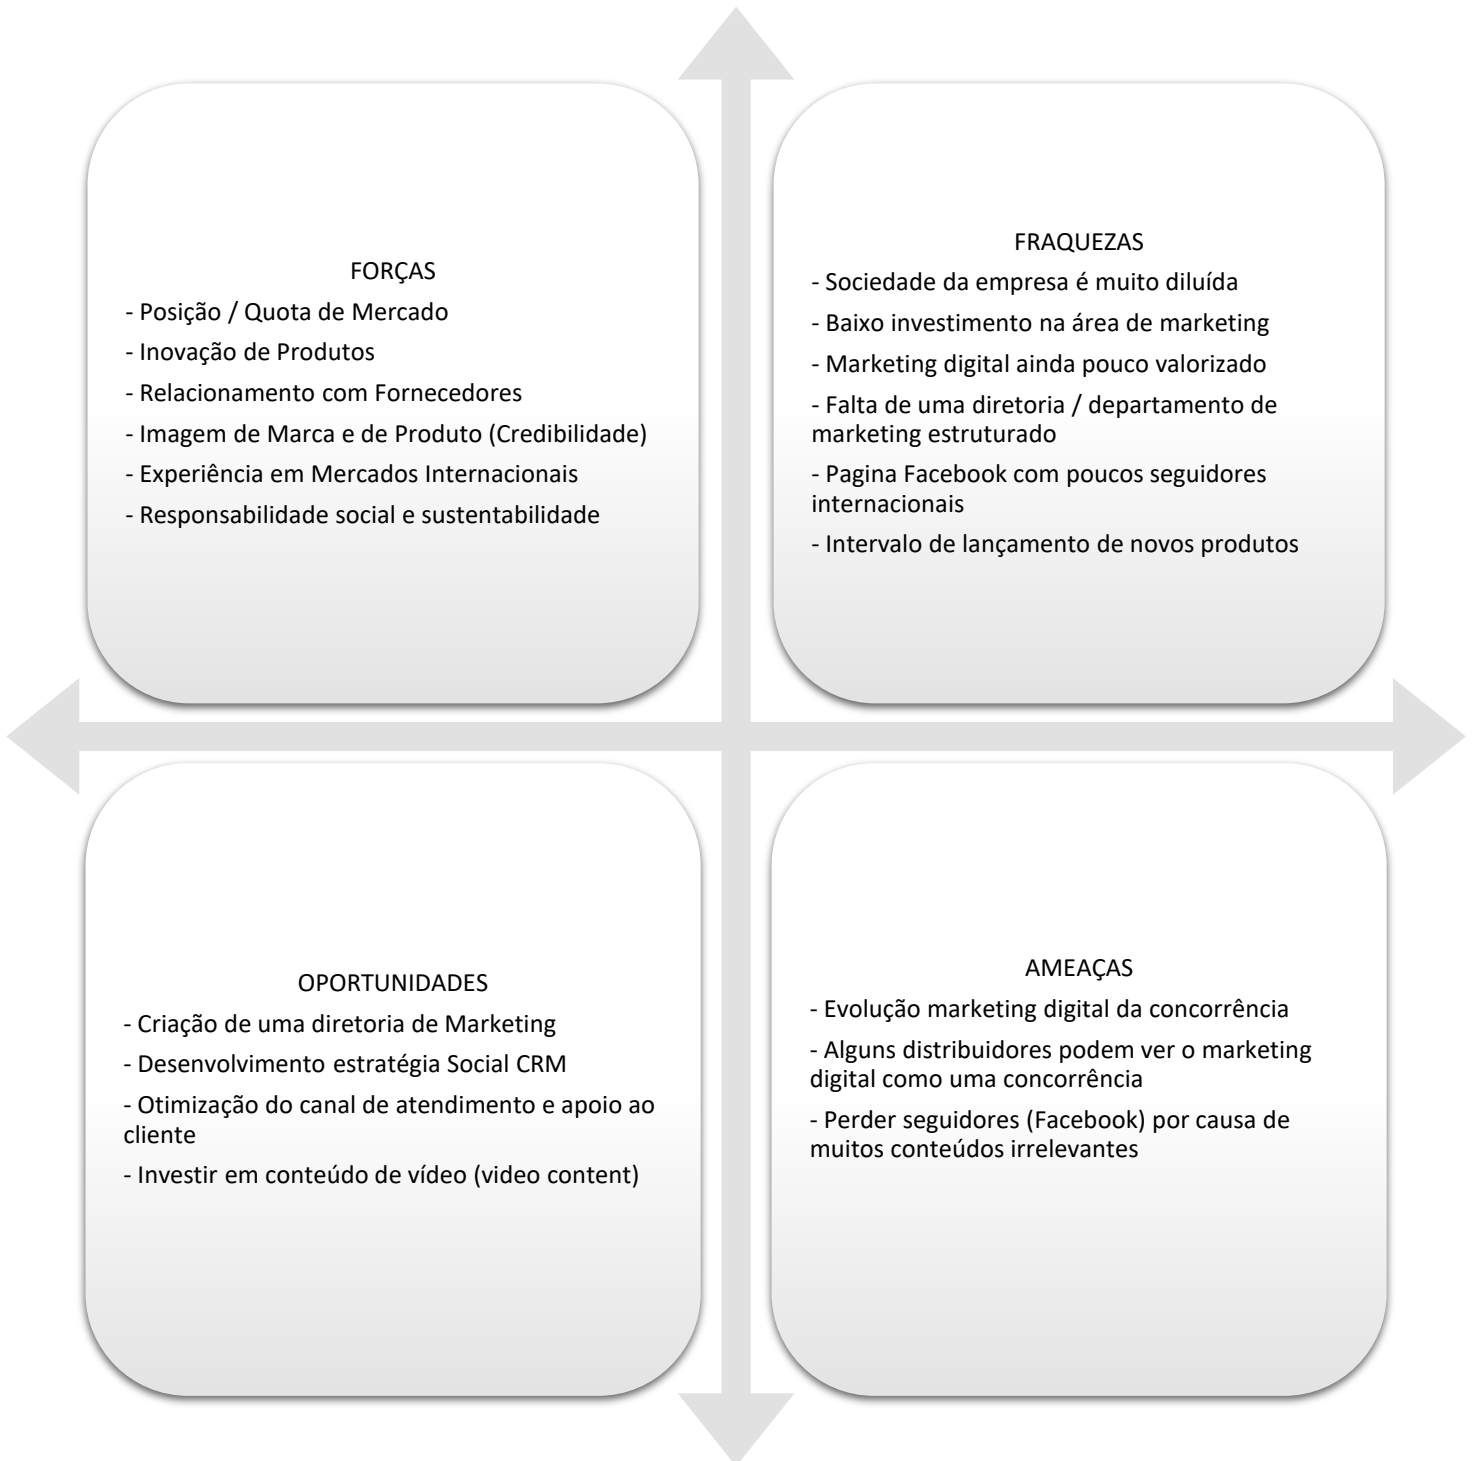 FORÇAS
- Posição / Quota de Mercado
- Inovação de Produtos
- Relacionamento com Fornecedores
- Imagem de Marca e de Produto (Credibilidade)
- Experiência em Mercados Internacionais
- Responsabilidade social e sustentabilidade
FRAQUEZAS
- Sociedade da empresa é muito diluída
- Baixo investimento na área de marketing
- Marketing digital ainda pouco valorizado
- Falta de uma diretoria / departamento de
marketing estruturado
- Pagina Facebook com poucos seguidores
internacionais
- Intervalo de lançamento de novos produtos
OPORTUNIDADES
- Criação de uma diretoria de Marketing
- Desenvolvimento estratégia Social CRM
- Otimização do canal de atendimento e apoio ao
cliente
- Investir em conteúdo de vídeo (video content)
AMEAÇAS
- Evolução marketing digital da concorrência
- Alguns distribuidores podem ver o marketing
digital como uma concorrência
- Perder seguidores (Facebook) por causa de
muitos conteúdos irrelevantes